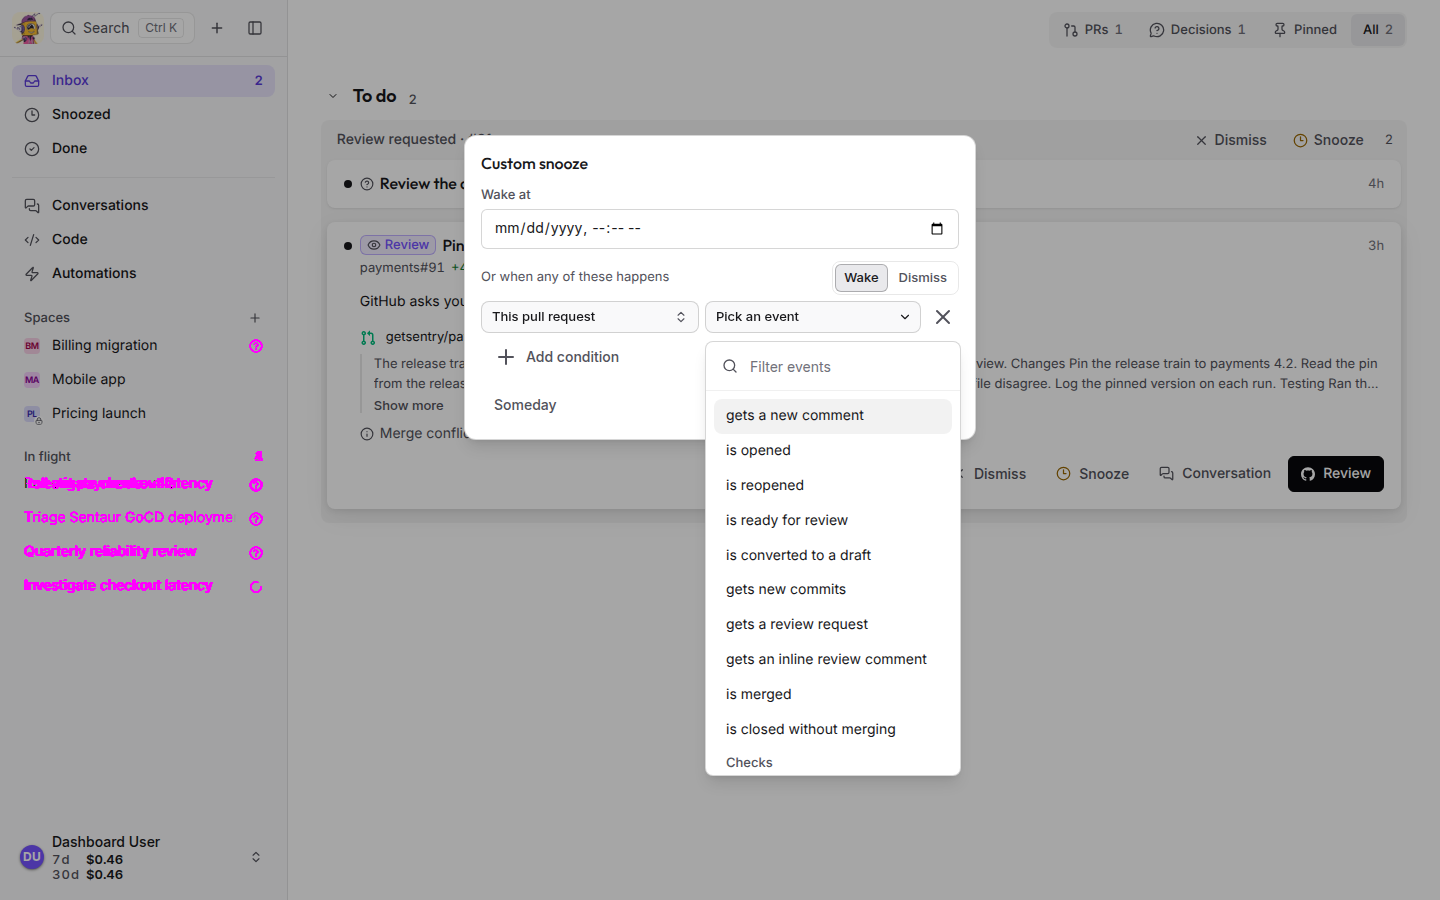 Search Ctrl K
Inbox 2
Snoozed
Done
Conversations
Code
Automations
Spaces
BM Billing migration
MA Mobile app
PL Pricing launch
In flight
Triage Sentaur GoCD deployme
Quarterly reliability review
Investigate checkout latency
DU Dashboard User
7d $0.46
30d $0.46
PRs 1 Decisions 1 Pinned All 2
To do 2
Review requested · Dismiss Snooze 2
Review the 4h
Review Pin 3h
payments#91
GitHub asks you
getsentry/pa
The release tra view. Changes Pin the release train to payments 4.2. Read the pin
from the releas file disagree. Log the pinned version on each run. Testing Ran th...
Show more
Merge conflic
Dismiss Snooze Conversation Review
Custom snooze
Wake at
mm/dd/yyyy, --:-- --
Or when any of these happens Wake Dismiss
This pull request Pick an event
Add condition
Someday
Filter events
gets a new comment
is opened
is reopened
is ready for review
is converted to a draft
gets new commits
gets a review request
gets an inline review comment
is merged
is closed without merging
Checks